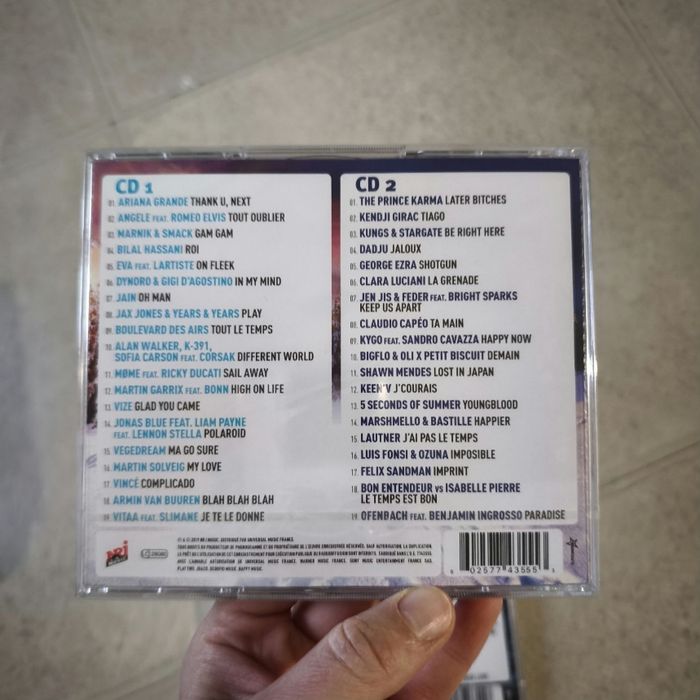 CD 1
01. ARIANA GRANDE THANK U, NEXT
02 ANGELE FEAT. ROMEO ELVIS TOUT OUBLIER
03. MARNIK & SMACK GAM GAM
04. BILAL HASSANI ROI
05. EVA FEAT. LARTISTE ON FLEEK
06. DYNORO & GIGI D'AGOSTINO IN MY MIND
07. JAIN OH MAN
08. JAX JONES & YEARS & YEARS PLAY
09. BOULEVARD DES AIRS TOUT LE TEMPS
10. ALAN WALKER, K-391,
SOFIA CARSON FEAT. CORSAK DIFFERENT WORLD
11. MØME FEAT. RICKY DUCATI SAIL AWAY
12. MARTIN GARRIX FEAT. BONN HIGH ON LIFE
13. VIZE GLAD YOU CAME
14. JONAS BLUE FEAT. LIAM PAYNE
FEAT. LENNON STELLA POLAROID
15. VEGEDREAM MA GO SURE
16. MARTIN SOLVEIG MY LOVE
17. VINCÉ COMPLICADO
18. ARMIN VAN BUUREN BLAH BLAH BLAH
19. VITAA FEAT. SLIMANE JE TE LE DONNE
CD 2
01. THE PRINCE KARMA LATER BITCHES
02. KENDJI GIRAC TIAGO
03. KUNGS & STARGATE BE RIGHT HERE
04. DADJU JALOUX
05. GEORGE EZRA SHOTGUN
06. CLARA LUCIANI LA GRENADE
07. JEN JIS & FEDER FEAT. BRIGHT SPARKS
KEEP US APART
08. CLAUDIO CAPÉO TA MAIN
09. KYGO FEAT. SANDRO CAVAZZA HAPPY NOW
10. BIGFLO & OLI X PETIT BISCUIT DEMAIN
11. SHAWN MENDES LOST IN JAPAN
12. KEEN'V J'COURAIS
13. 5 SECONDS OF SUMMER YOUNGBLOOD
14. MARSHMELLO & BASTILLE HAPPIER
15. LAUTNER J'AI PAS LE TEMPS
16. LUIS FONSI & OZUNA IMPOSIBLE
17. FELIX SANDMAN IMPRINT
18. BON ENTENDEUR VS ISABELLE PIERRE
LE TEMPS EST BON
19. OFENBACH FEAT. BENJAMIN INGROSSO PARADISE
NRJ
6 02577 43555 1